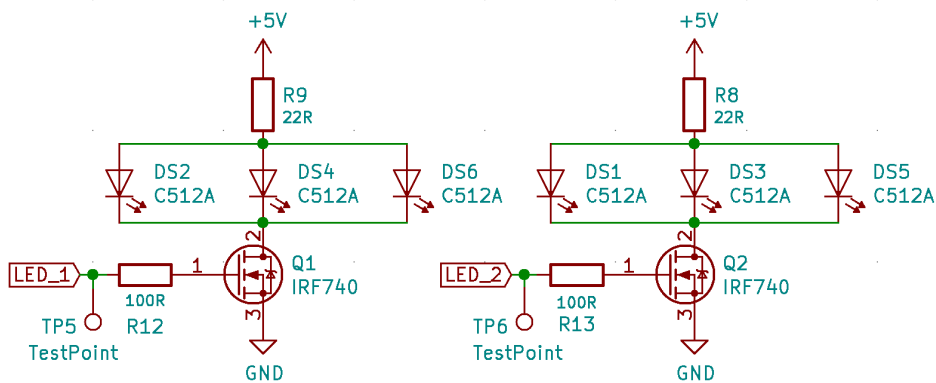 +5V
R9
22R
DS2
C512A
DS4
C512A
DS6
C512A
2
Q1
IRF740
LED_1
1
100R
R12
3
TP5
TestPoint
GND
+5V
R8
22R
DS1
C512A
DS3
C512A
DS5
C512A
2
Q2
IRF740
LED_2
1
100R
R13
3
TP6
TestPoint
GND